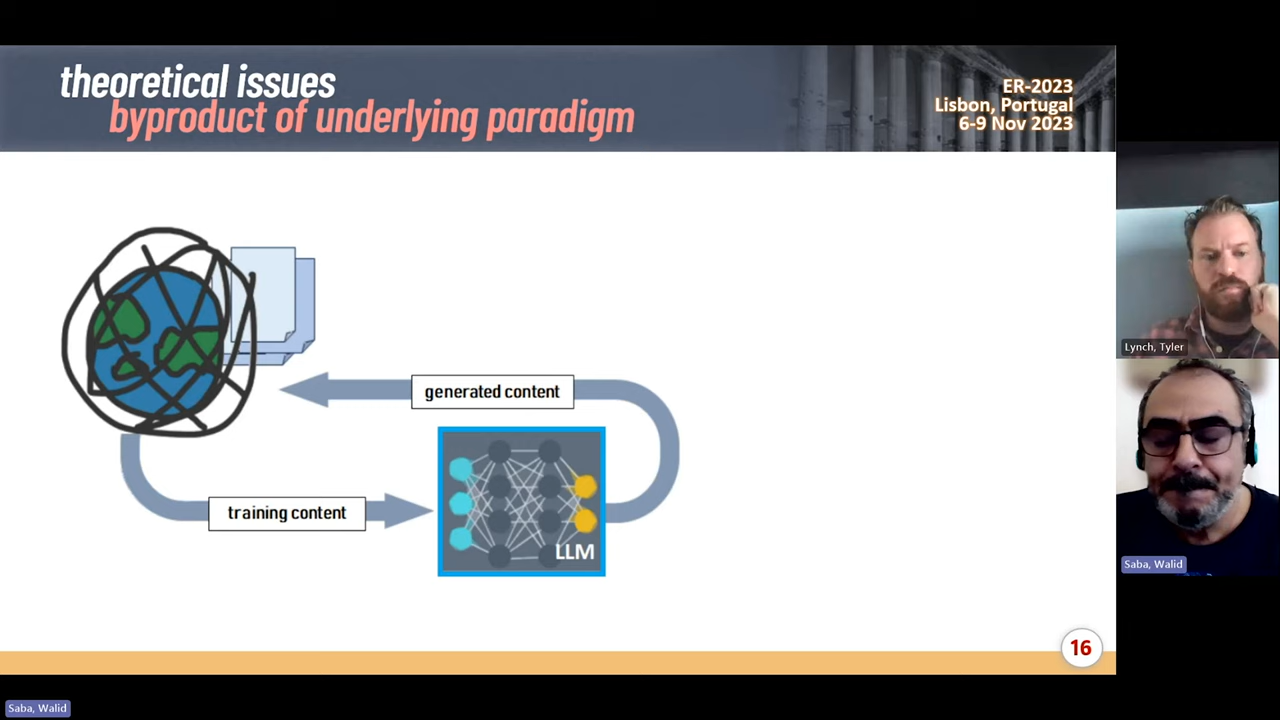 theoretical issues
byproduct of underlying paradigm
ER-2023
Lisbon, Portugal
6-9 Nov 2023
generated content
training content
LLM
16
Lynch, Tyler
Saba, Walid
Saba, Walid